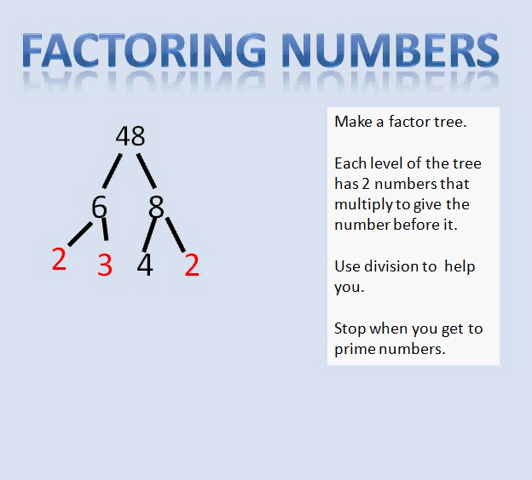 FACTORING NUMBERS
48
6 8
2 3 4 2
Make a factor tree.
Each level of the tree
has 2 numbers that
multiply to give the
number before it.
Use division to help
you.
Stop when you get to
prime numbers.